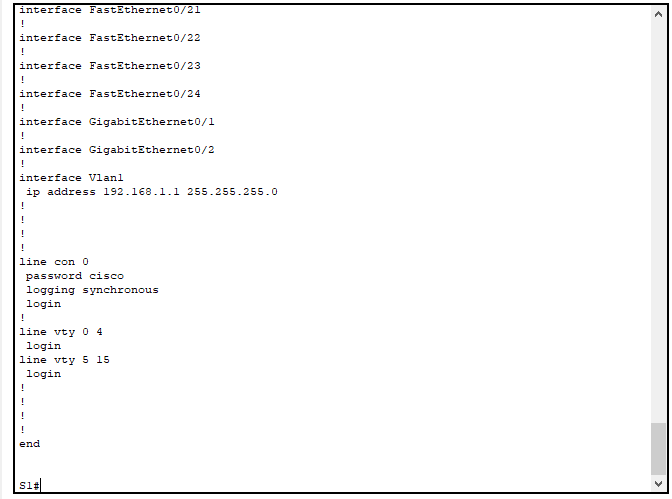 interface FastEthernet0/21
!
interface FastEthernet0/22
!
interface FastEthernet0/23
!
interface FastEthernet0/24
!
interface GigabitEthernet0/1
!
interface GigabitEthernet0/2
!
interface Vlan1
 ip address 192.168.1.1 255.255.255.0
!
!
!
!
line con 0
 password cisco
 logging synchronous
 login
!
line vty 0 4
 login
line vty 5 15
 login
!
!
!
!
end
S1#